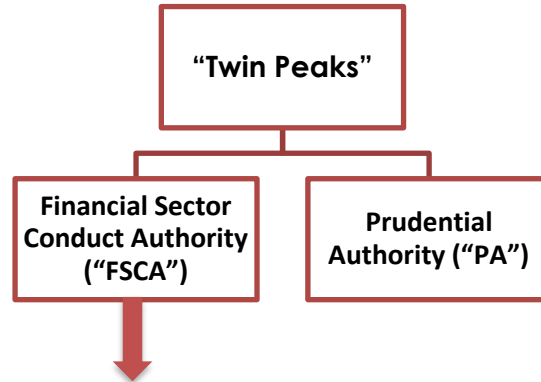 “Twin Peaks”
Financial Sector
Conduct Authority
(“FSCA”)
Prudential
Authority (“PA”)